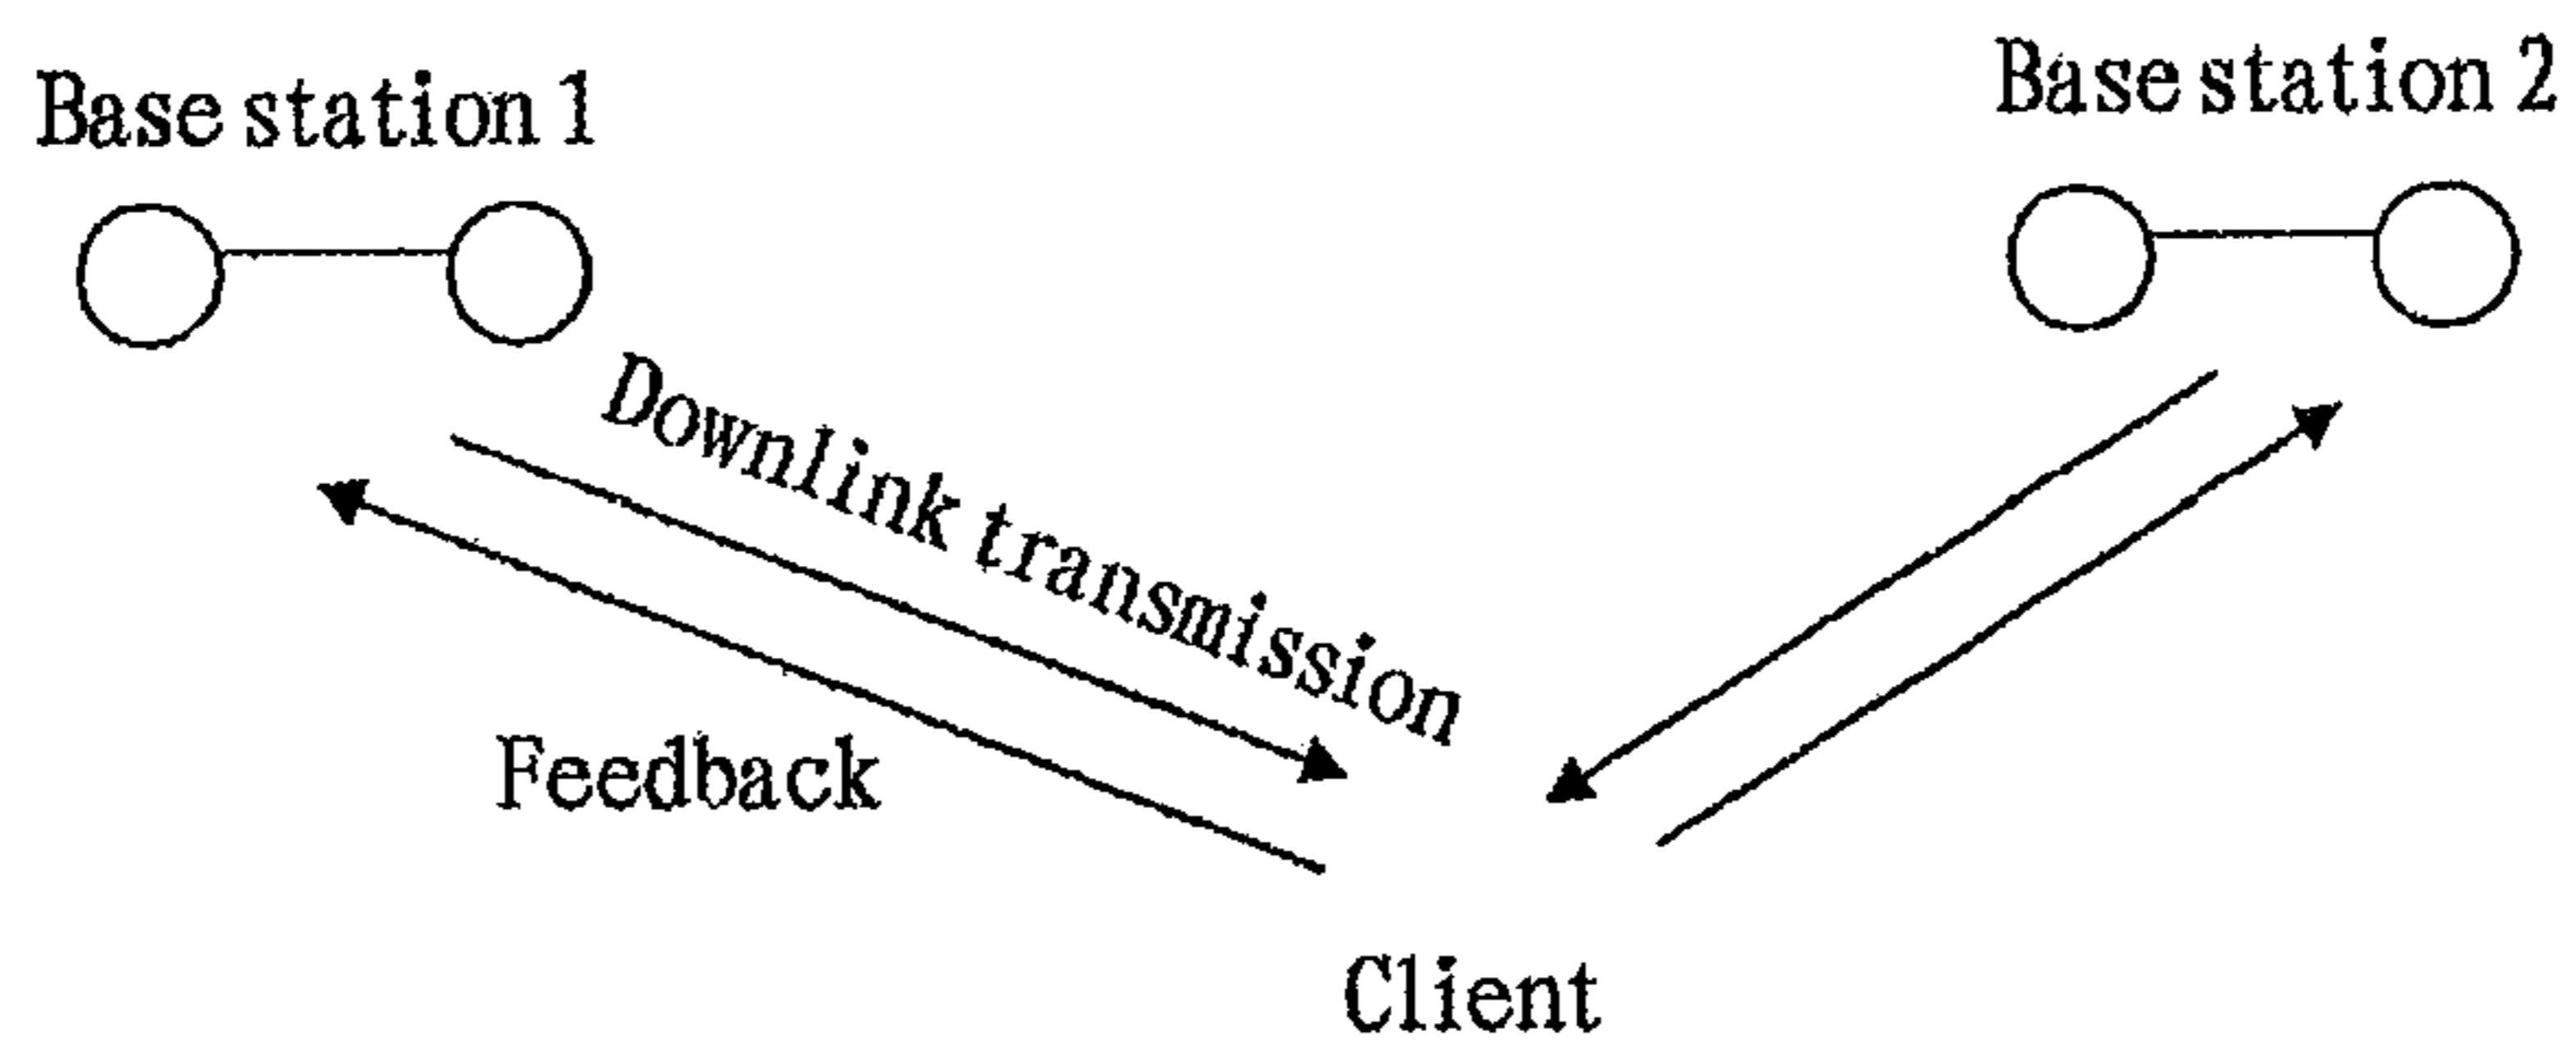 Base station 1
Base station 2
Downlink transmission
Feedback
Client